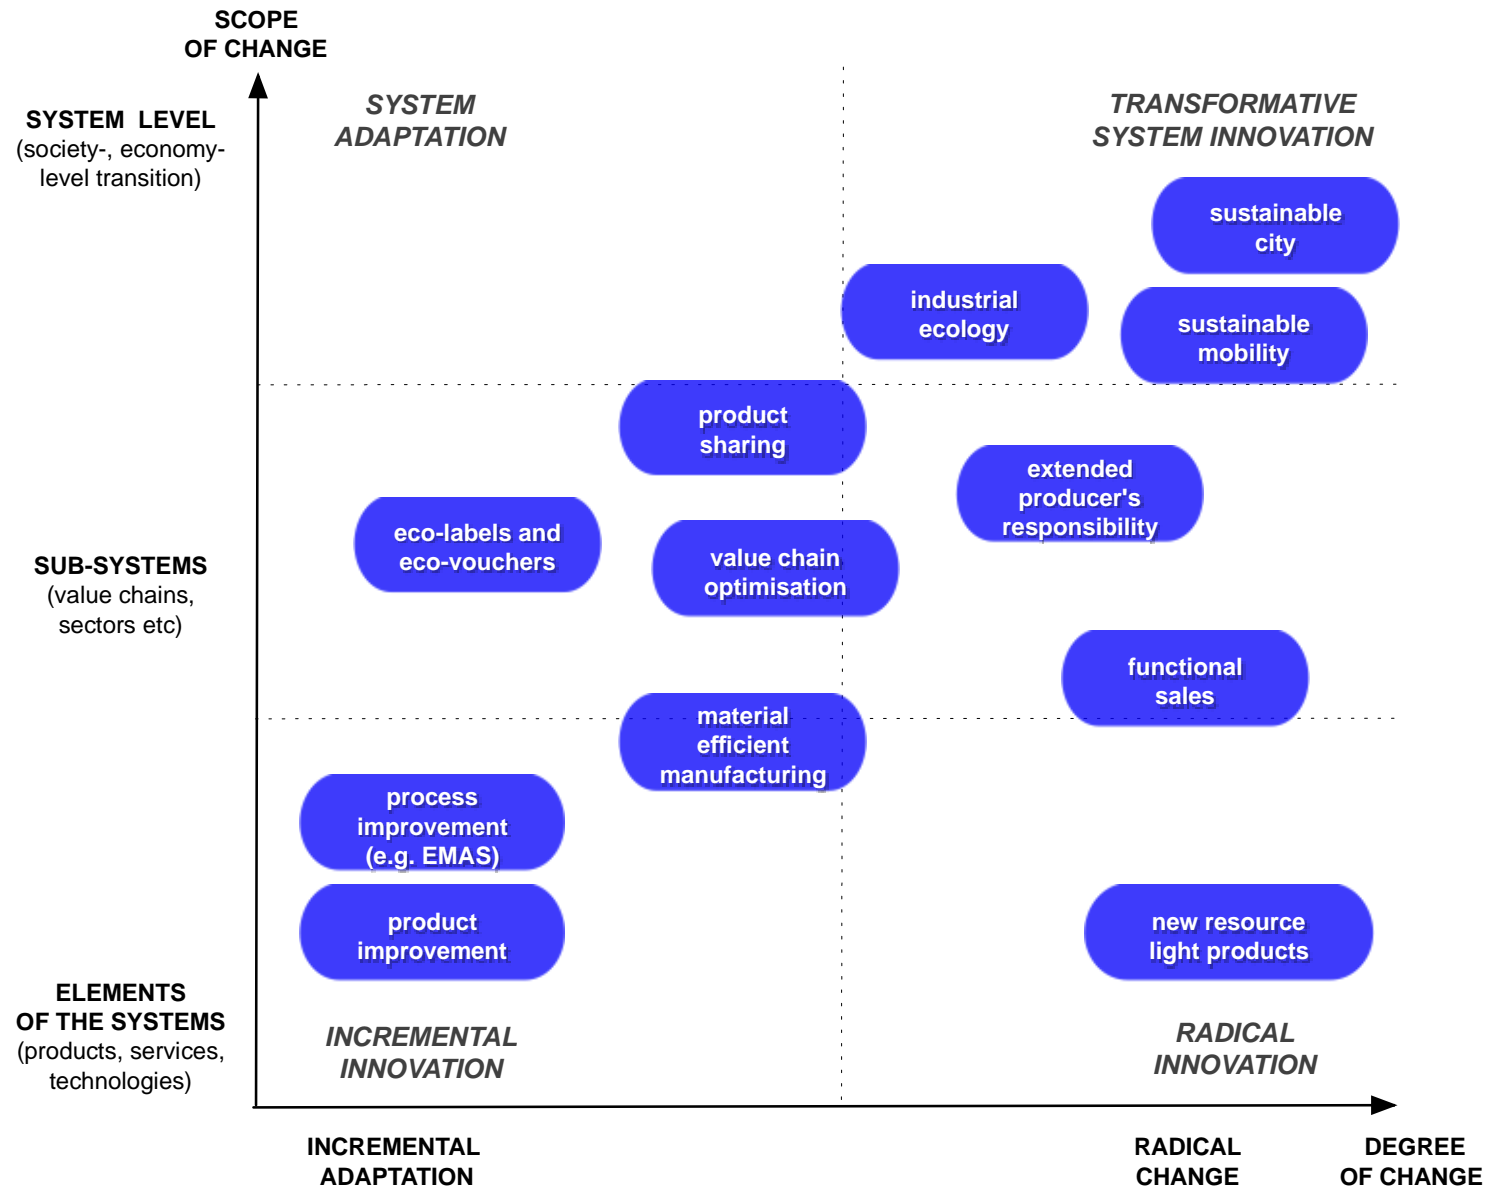 SCOPE
OF CHANGE
SYSTEM LEVEL
(society-, economy-
level transition)
SYSTEM
ADAPTATION
TRANSFORMATIVE
SYSTEM INNOVATION
sustainable
city
industrial
ecology
sustainable
mobility
product
sharing
extended
producer's
responsibility
eco-labels and
eco-vouchers
value chain
optimisation
SUB-SYSTEMS
(value chains,
sectors etc)
functional
sales
material
efficient
manufacturing
process
improvement
(e.g. EMAS)
product
improvement
new resource
light products
ELEMENTS
OF THE SYSTEMS
(products, services,
technologies)
INCREMENTAL
INNOVATION
RADICAL
INNOVATION
INCREMENTAL
ADAPTATION
RADICAL
CHANGE
DEGREE
OF CHANGE